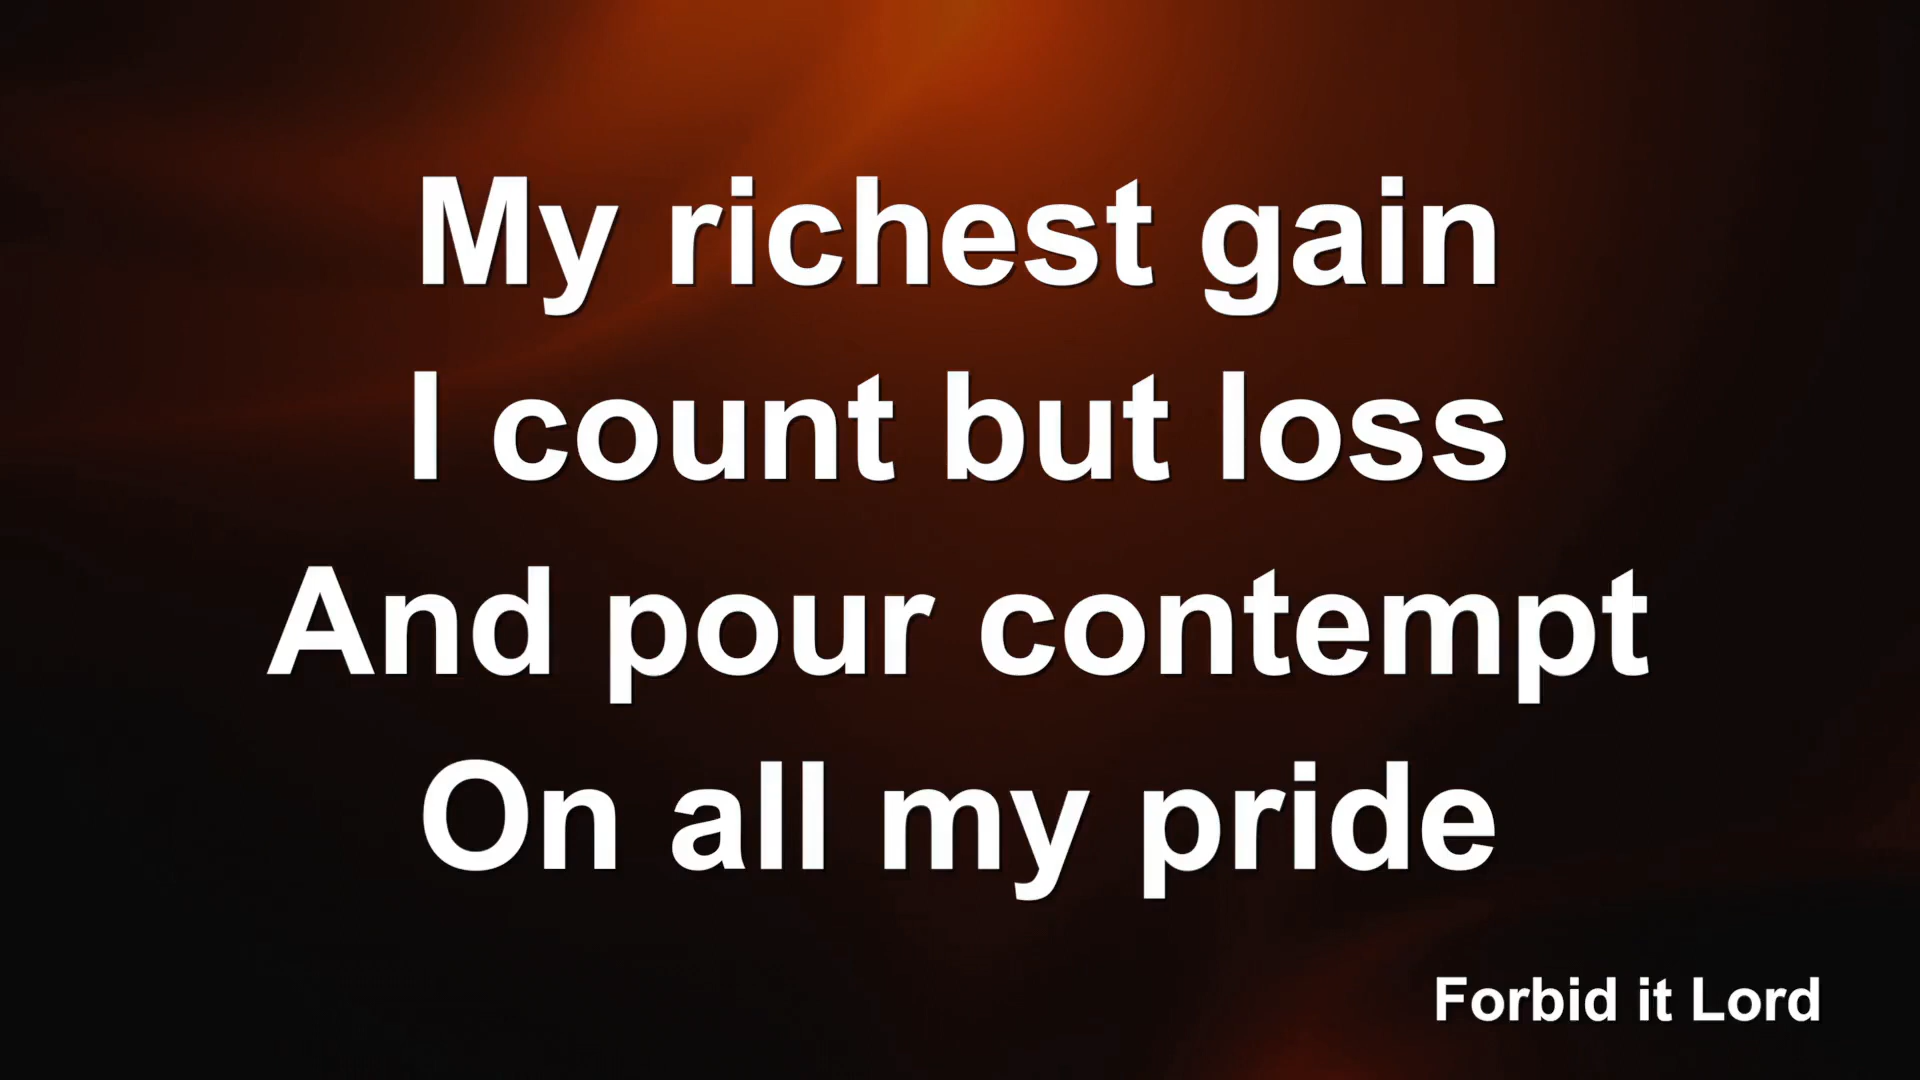 My richest gain
I count but loss
And pour contempt
On all my pride
Forbid it Lord